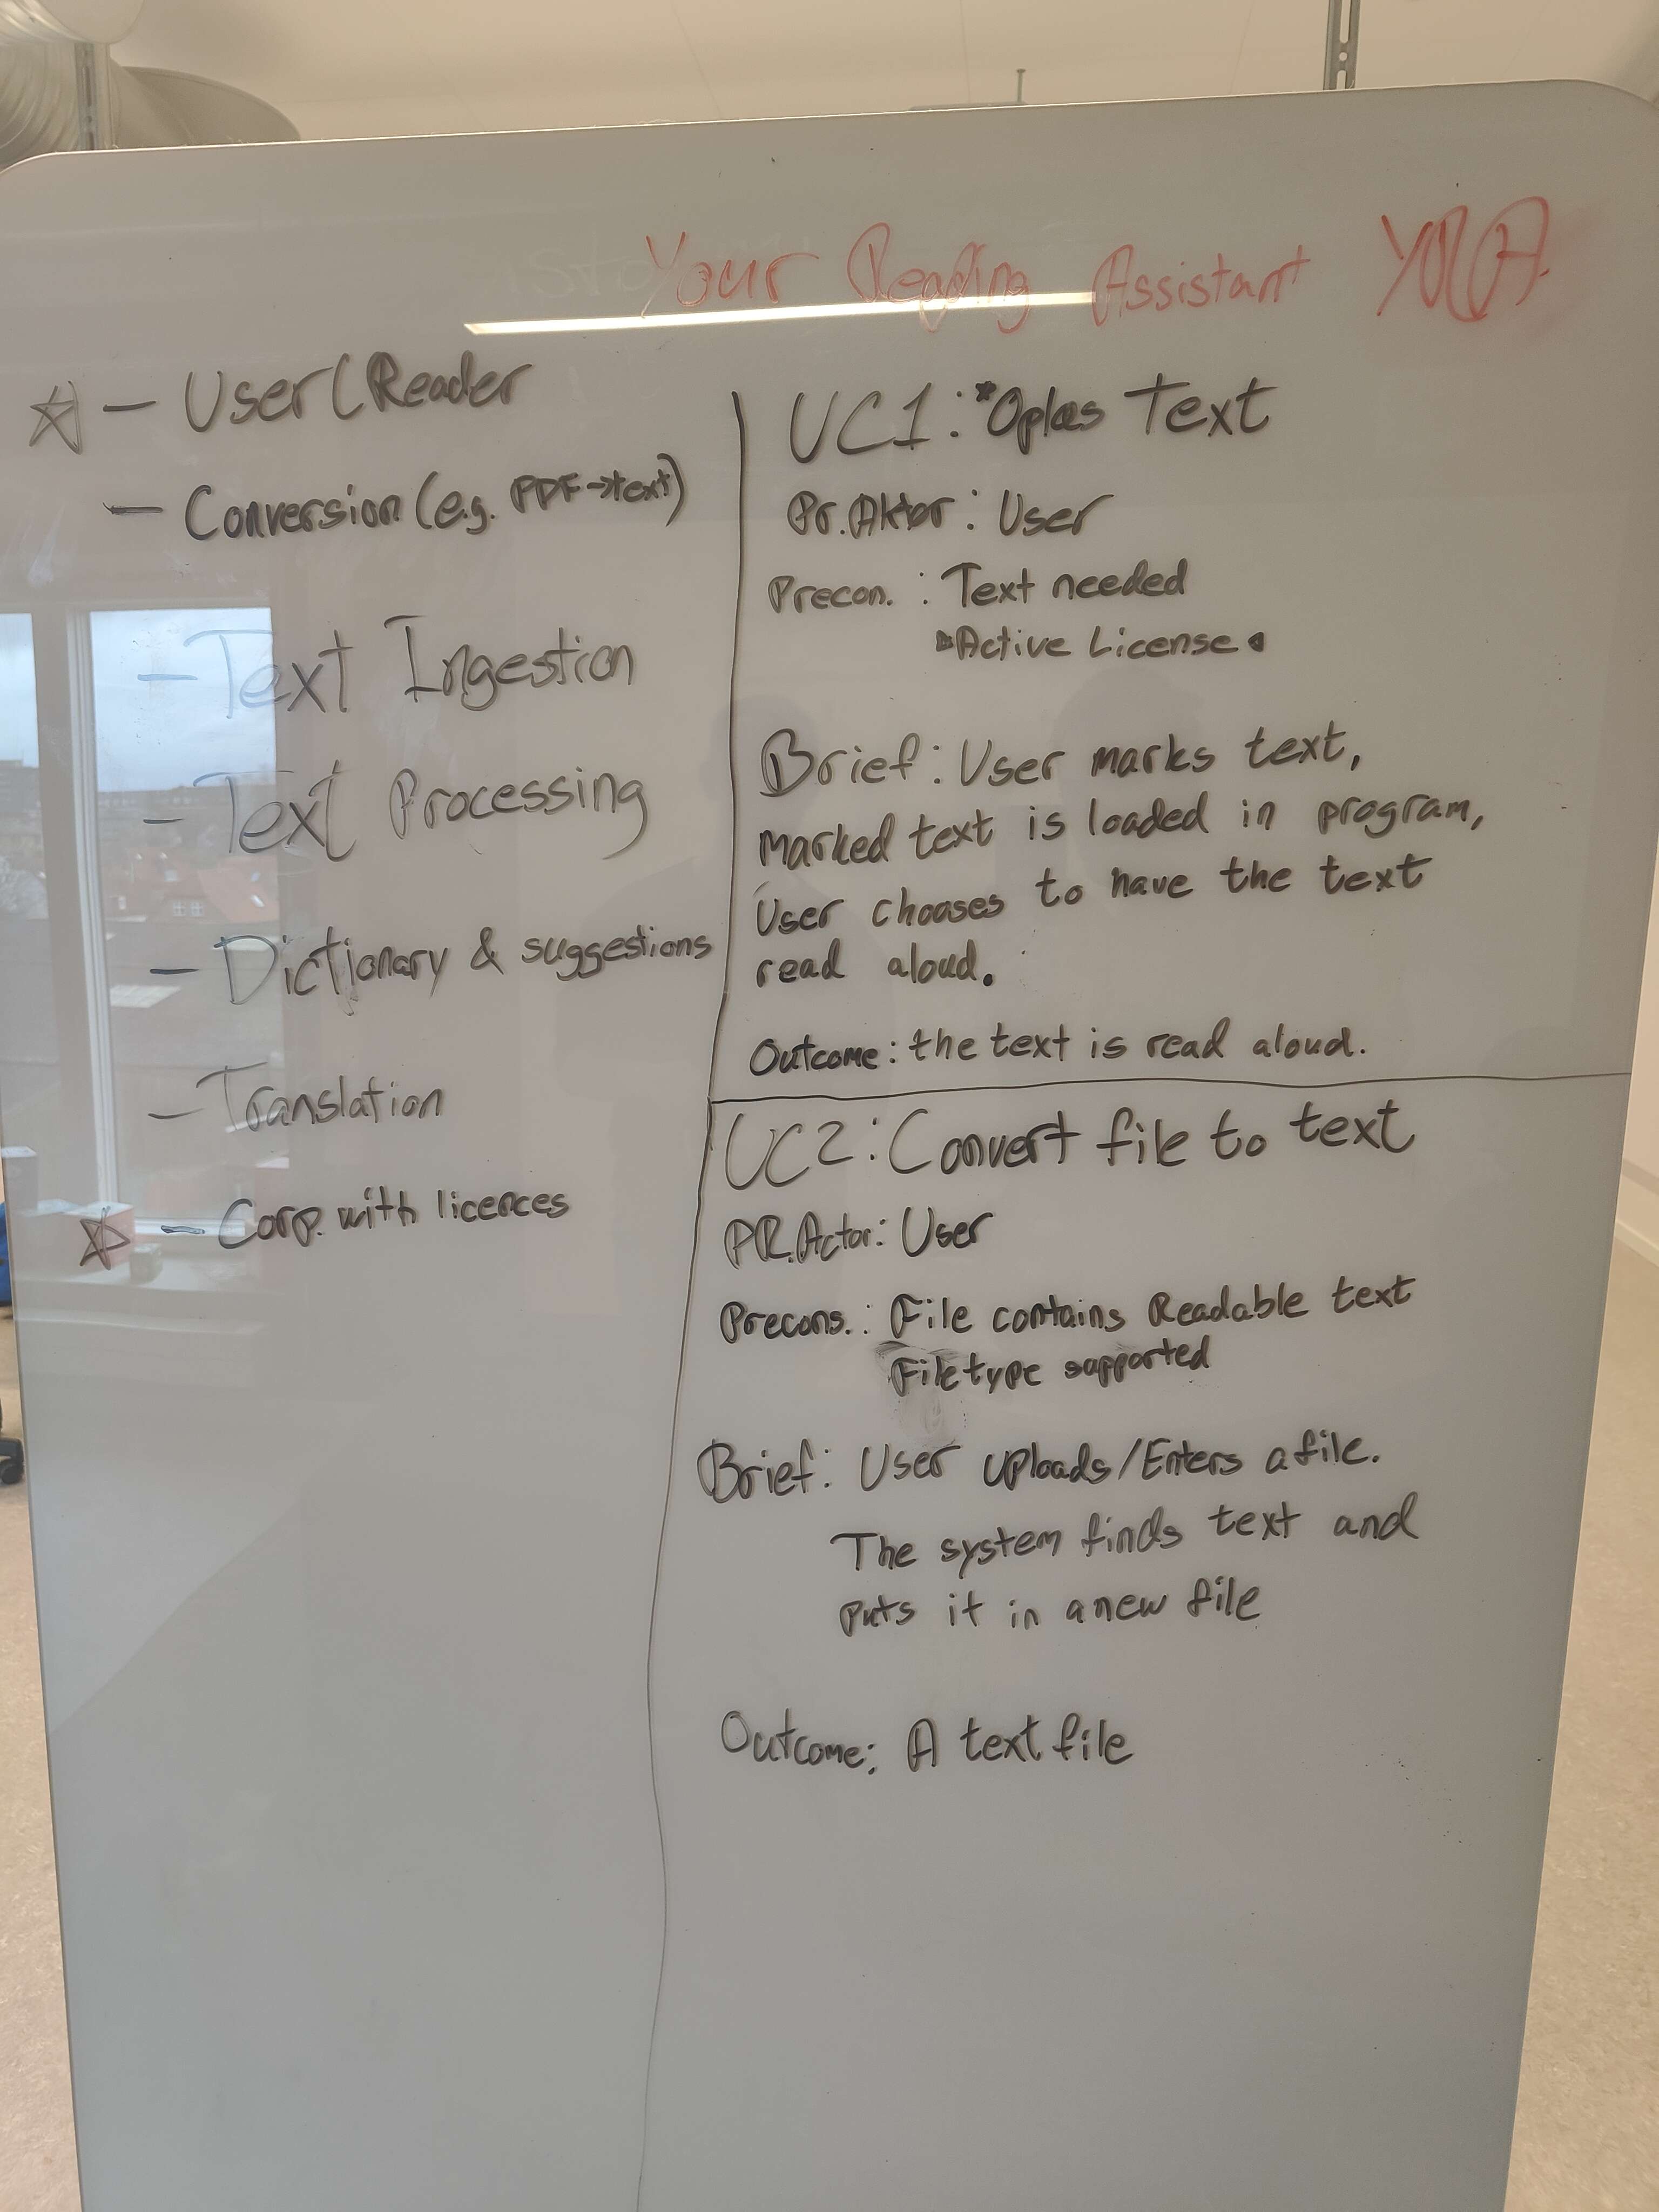 Your Reading Assistant YRA
- User (Reader
- Conversion (e.g. PDF→text)
- Text Ingestion
- Text Processing
- Dictionary & suggestions
- Translation
- Corp. with licences
UC1: *Oplæs Text
Pr. Aktør: User
Precon. : Text needed
Active License
Brief: User marks text,
marked text is loaded in program,
User chooses to have the text
read aloud.
Outcome: the text is read aloud.
UC2: Convert file to text
PR. Actor: User
Precons.: File contains Readable text
Filetype supported
Brief: User uploads/Enters a file.
The system finds text and
puts it in a new file
Outcome: A text file